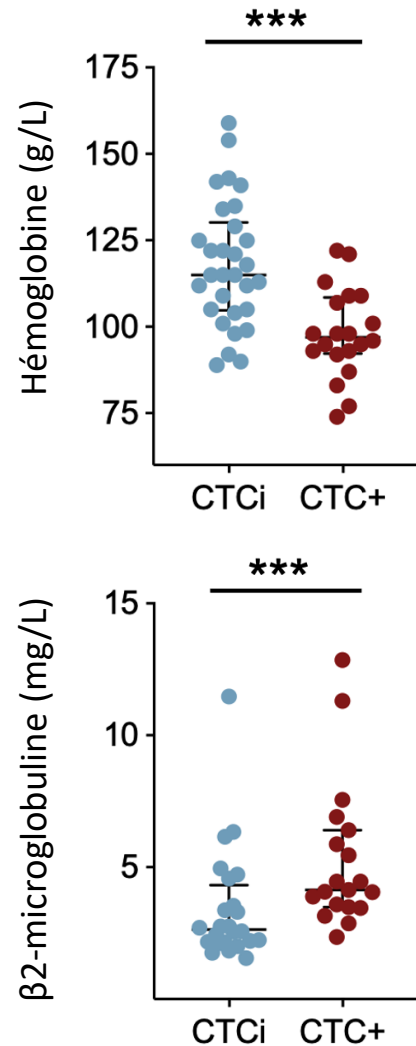 ***
Hémoglobine (g/L)
175
150
125
100
75
CTCi CTC+
***
β2-microglobuline (mg/L)
15
10
5
CTCi CTC+